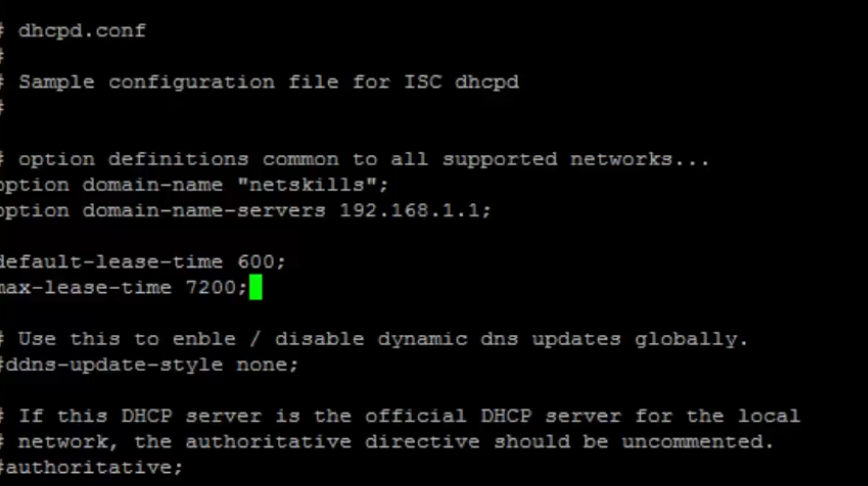 # dhcpd.conf
#
# Sample configuration file for ISC dhcpd
#
# option definitions common to all supported networks...
option domain-name "netskills";
option domain-name-servers 192.168.1.1;
default-lease-time 600;
max-lease-time 7200;
# Use this to enble / disable dynamic dns updates globally.
#ddns-update-style none;
# If this DHCP server is the official DHCP server for the local
# network, the authoritative directive should be uncommented.
#authoritative;